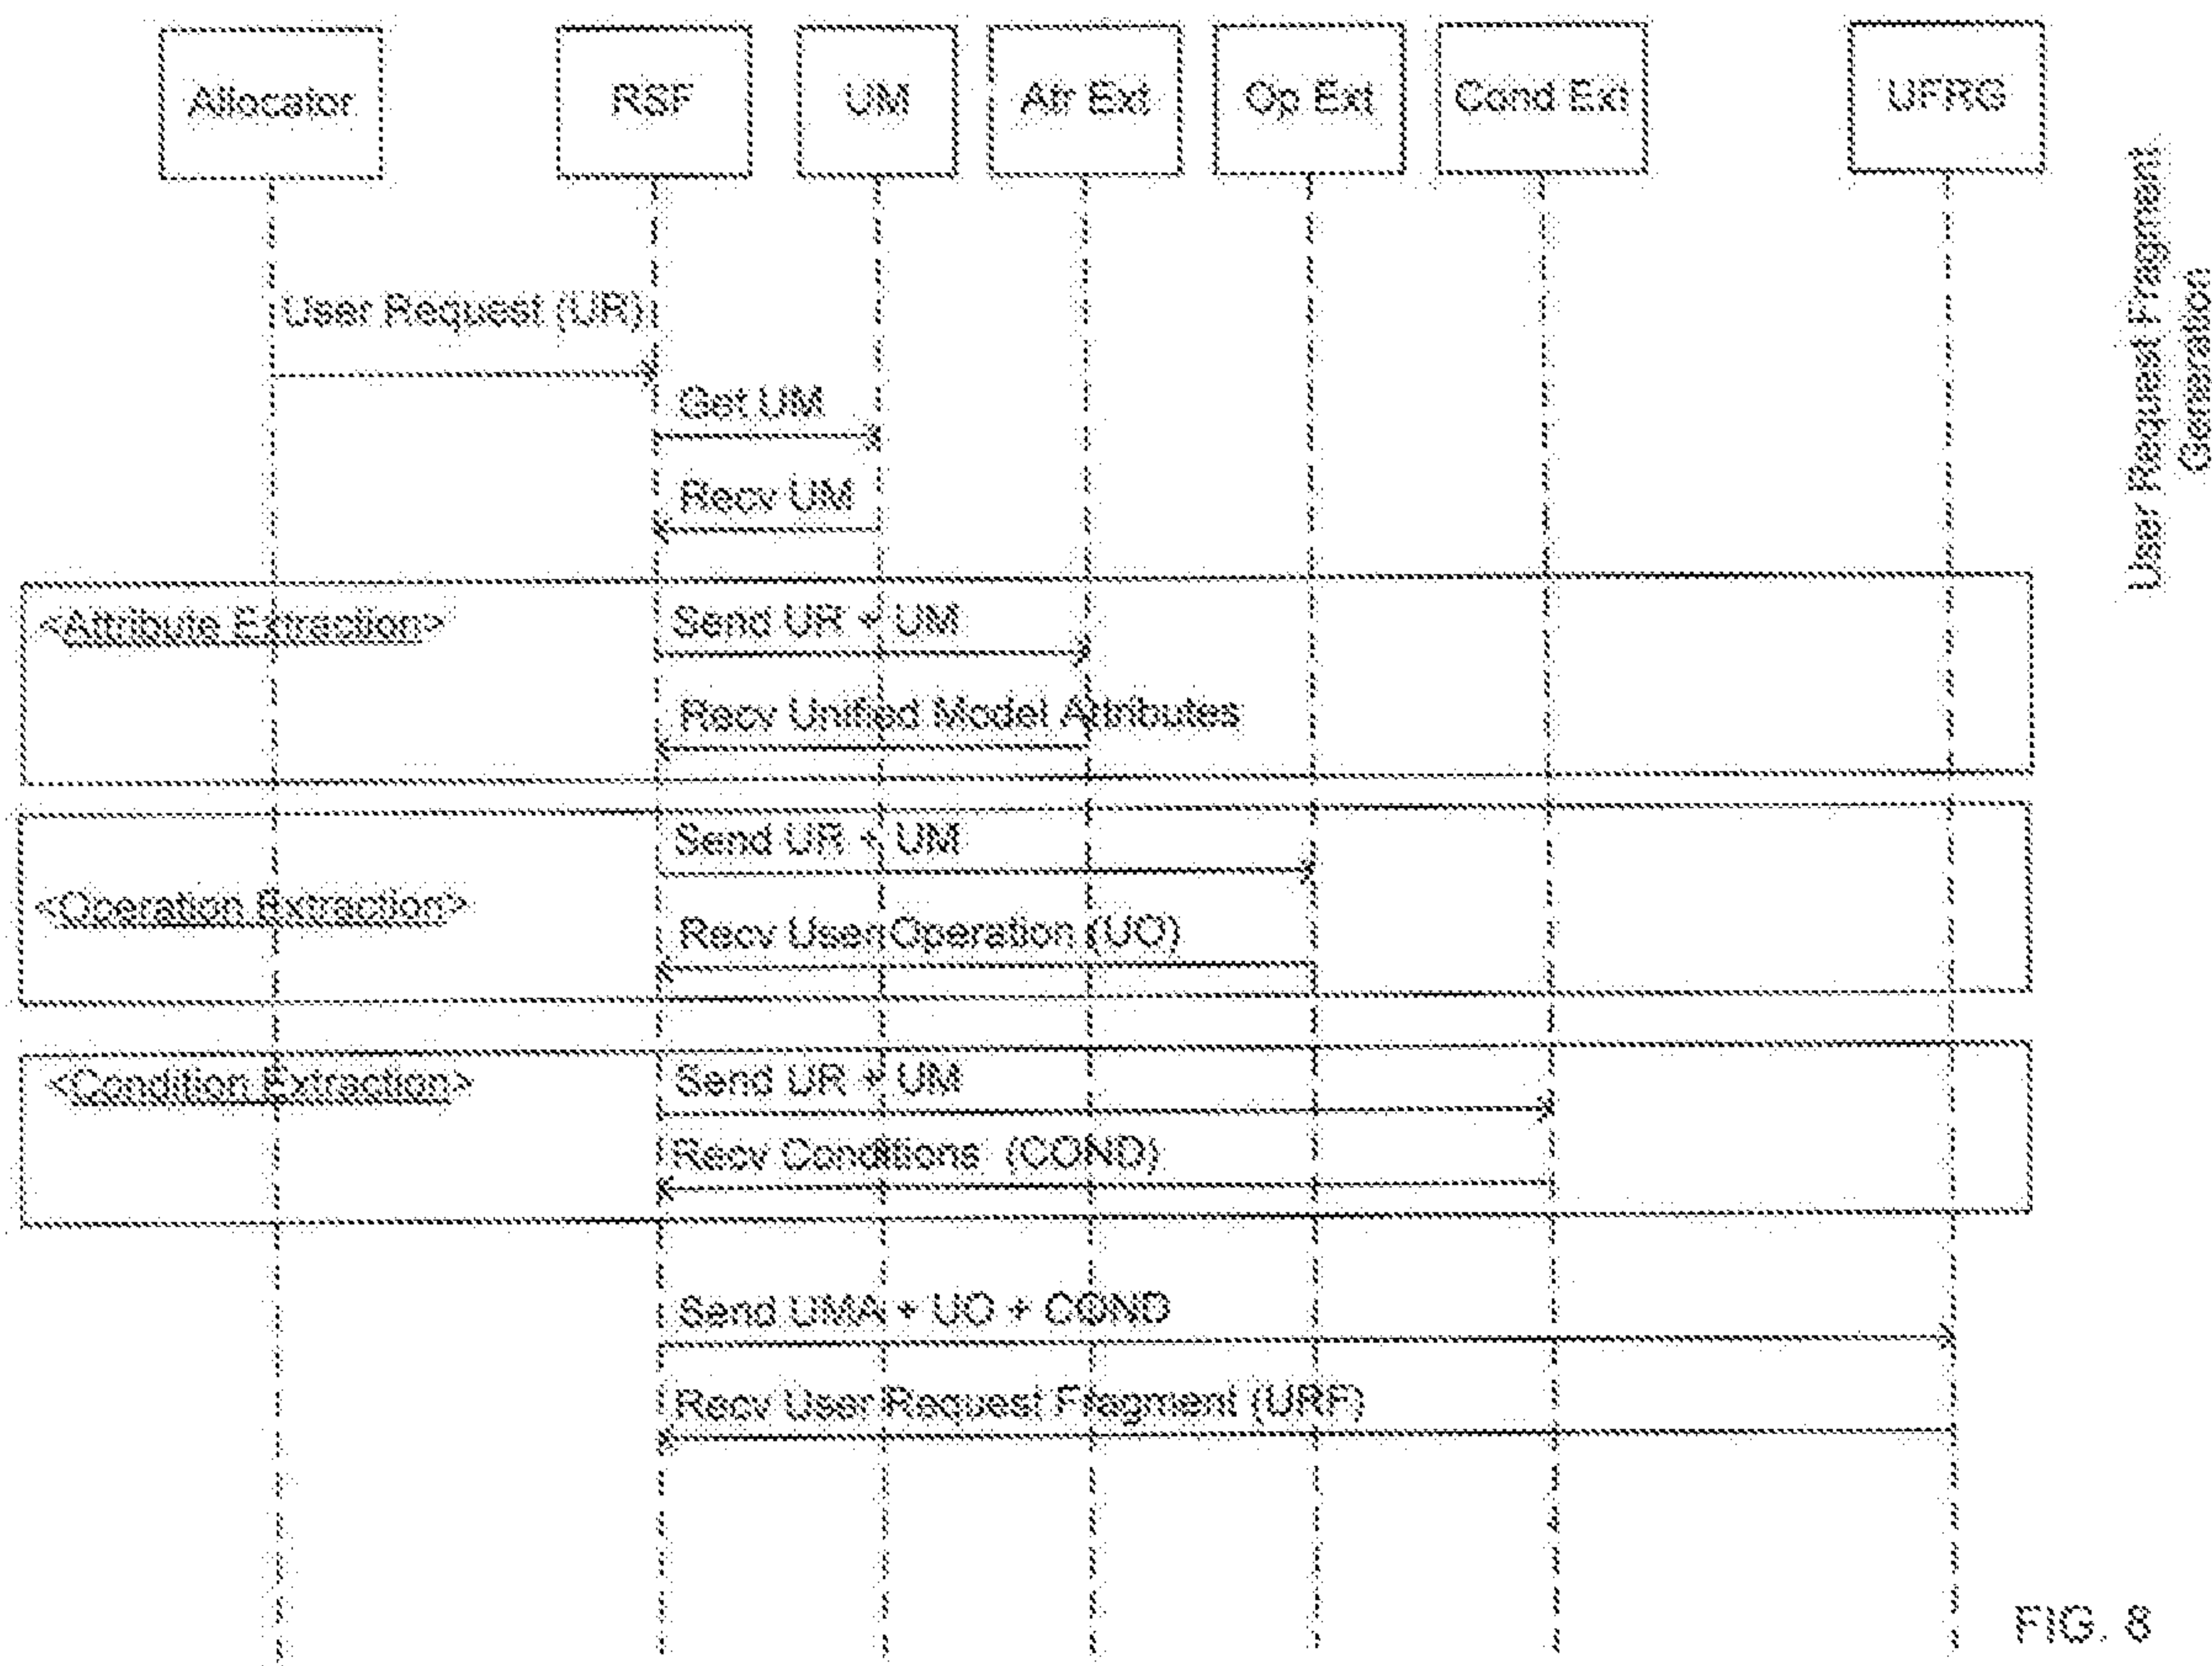 Allocator
RSF
UM
Atr Ext
Op Ext
Cond Ext
UFRG
User Request (UR)
Get UM
Recv UM
<Attribute Extraction>
Send UR + UM
Recv Unified Model Attributes
Send UR + UM
<Operation Extraction>
Recv User Operation (UO)
<Condition Extraction>
Send UR + UM
Recv Conditions (COND)
Send UMA + UO + COND
Recv User Request Fragment (URF)
User Request Fragment
Generation
FIG. 8